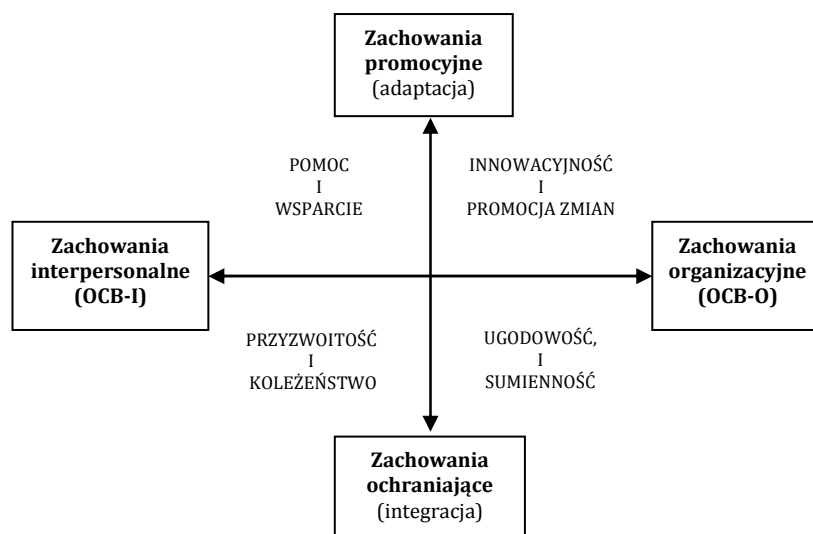 Zachowania
promocyjne
(adaptacja)
POMOC
I
WSPARCIE
INNOWACYJNOŚĆ
I
PROMOCJA ZMIAN
Zachowania
interpersonalne
(OCB-I)
Zachowania
organizacyjne
(OCB-O)
PRZYZWOITOŚĆ
I
KOLEŻEŃSTWO
UGODOWOŚĆ,
I
SUMIENNOŚĆ
Zachowania
ochraniające
(integracja)